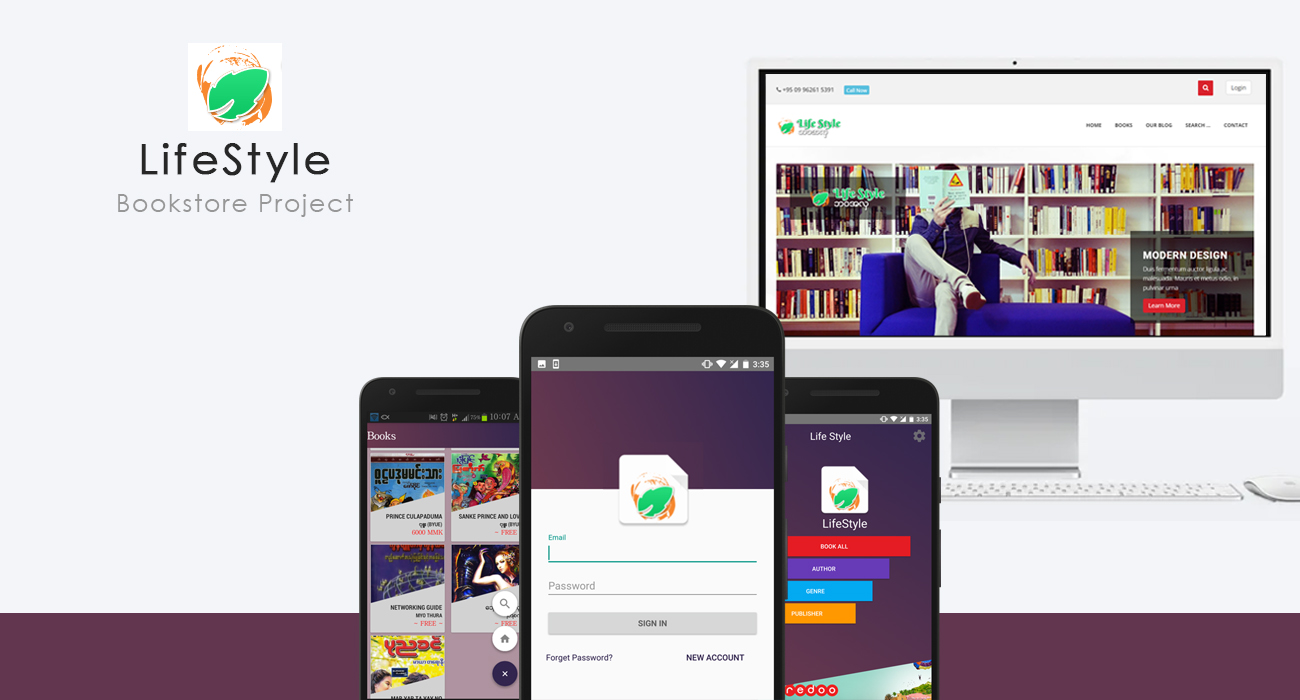 LifeStyle
Bookstore Project
+95 09 96261 5391
Call Now
Login
Life Style
HOME
BOOKS
OUR BLOG
SEARCH ...
CONTACT
Life Style
MODERN DESIGN
Duis fermentum auctor ligula ac
malesuada. Mauris et metus odio, in
pulvinar urna
Learn More
10:07 A
Books
PRINCE CULAPADUMA
(BYUE)
6000 MMK
SANKE PRINCE AND LOV
(BYUE)
~ FREE
NETWORKING GUIDE
MYO THURA
~ FREE ~
~ FREE
3:35
Email
Password
SIGN IN
Forget Password?
NEW ACCOUNT
3:35
Life Style
LifeStyle
BOOK ALL
AUTHOR
GENRE
PUBLISHER
redoo